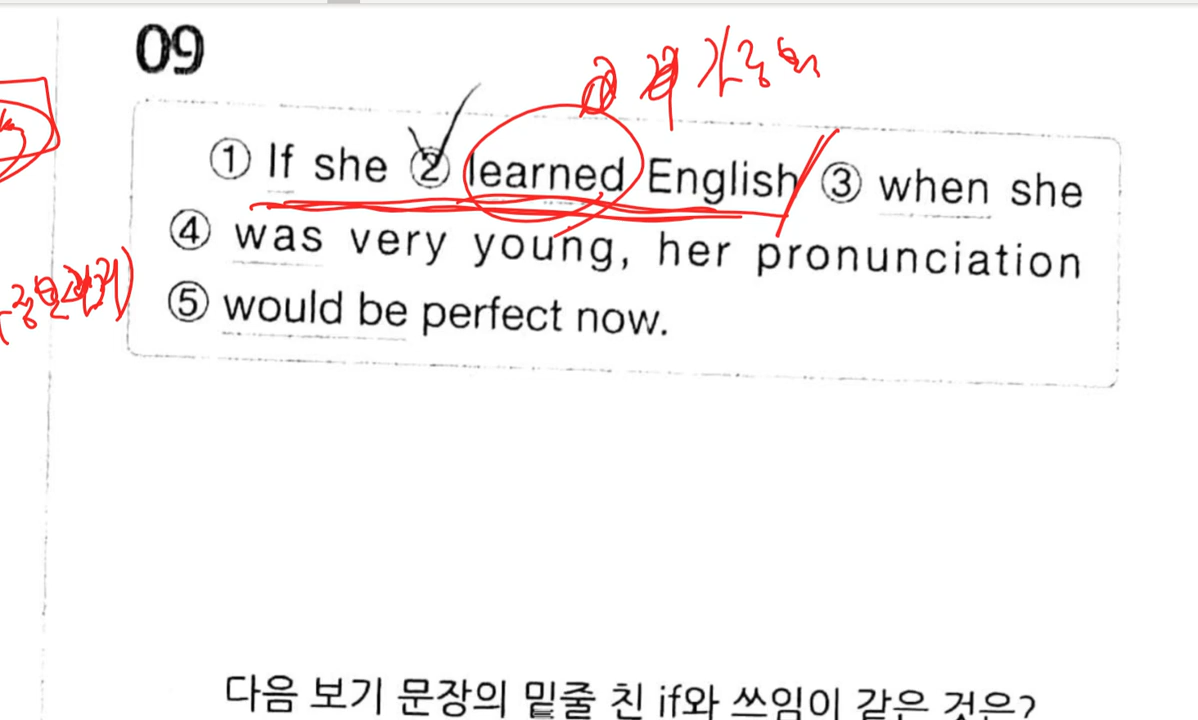 09
① If she ② learned English ③ when she
④ was very young, her pronunciation
⑤ would be perfect now.
다음 보기 문장의 밑줄 친 if와 쓰임이 같은 것은?